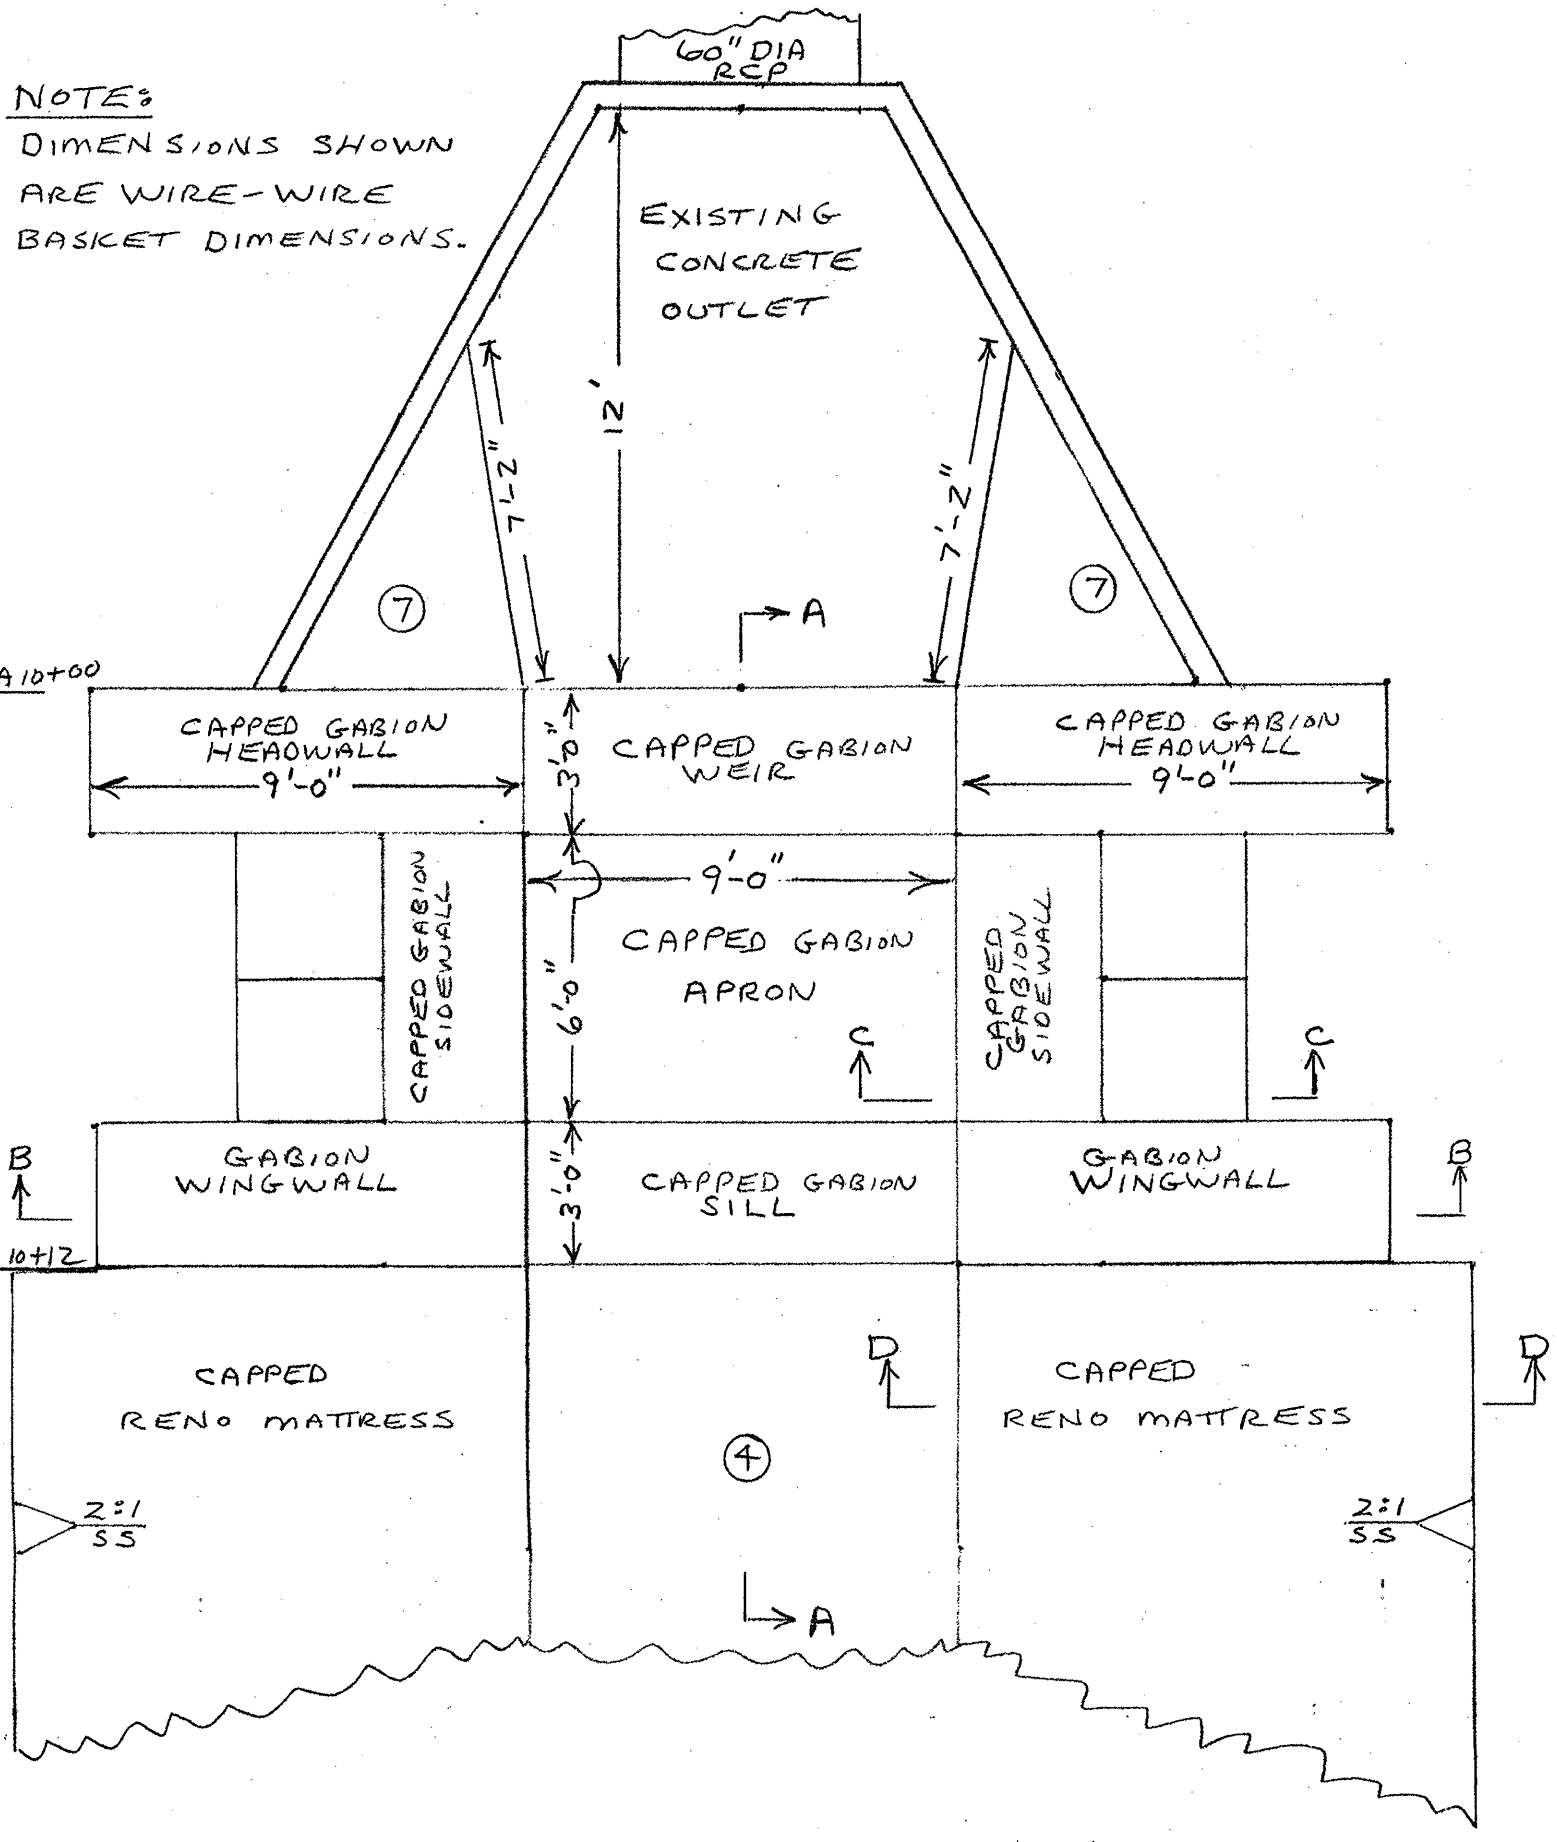 60" DIA
RCP
NOTE:
DIMENSIONS SHOWN
ARE WIRE-WIRE
BASKET DIMENSIONS.
EXISTING
CONCRETE
OUTLET
12'
7'-2"
7'-2"
7
7
A
A 10+00
CAPPED GABION
HEADWALL
9'-0"
3'-0"
CAPPED GABION
WEIR
CAPPED GABION
HEADWALL
9'-0"
CAPPED GABION
SIDEWALL
9'-0"
6'-0"
CAPPED GABION
APRON
CAPPED
GABION
SIDEWALL
C
C
B
GABION
WINGWALL
3'-0"
CAPPED GABION
SILL
GABION
WINGWALL
B
10+12
D
D
CAPPED
RENO MATTRESS
CAPPED
RENO MATTRESS
4
2:1
SS
2:1
SS
A